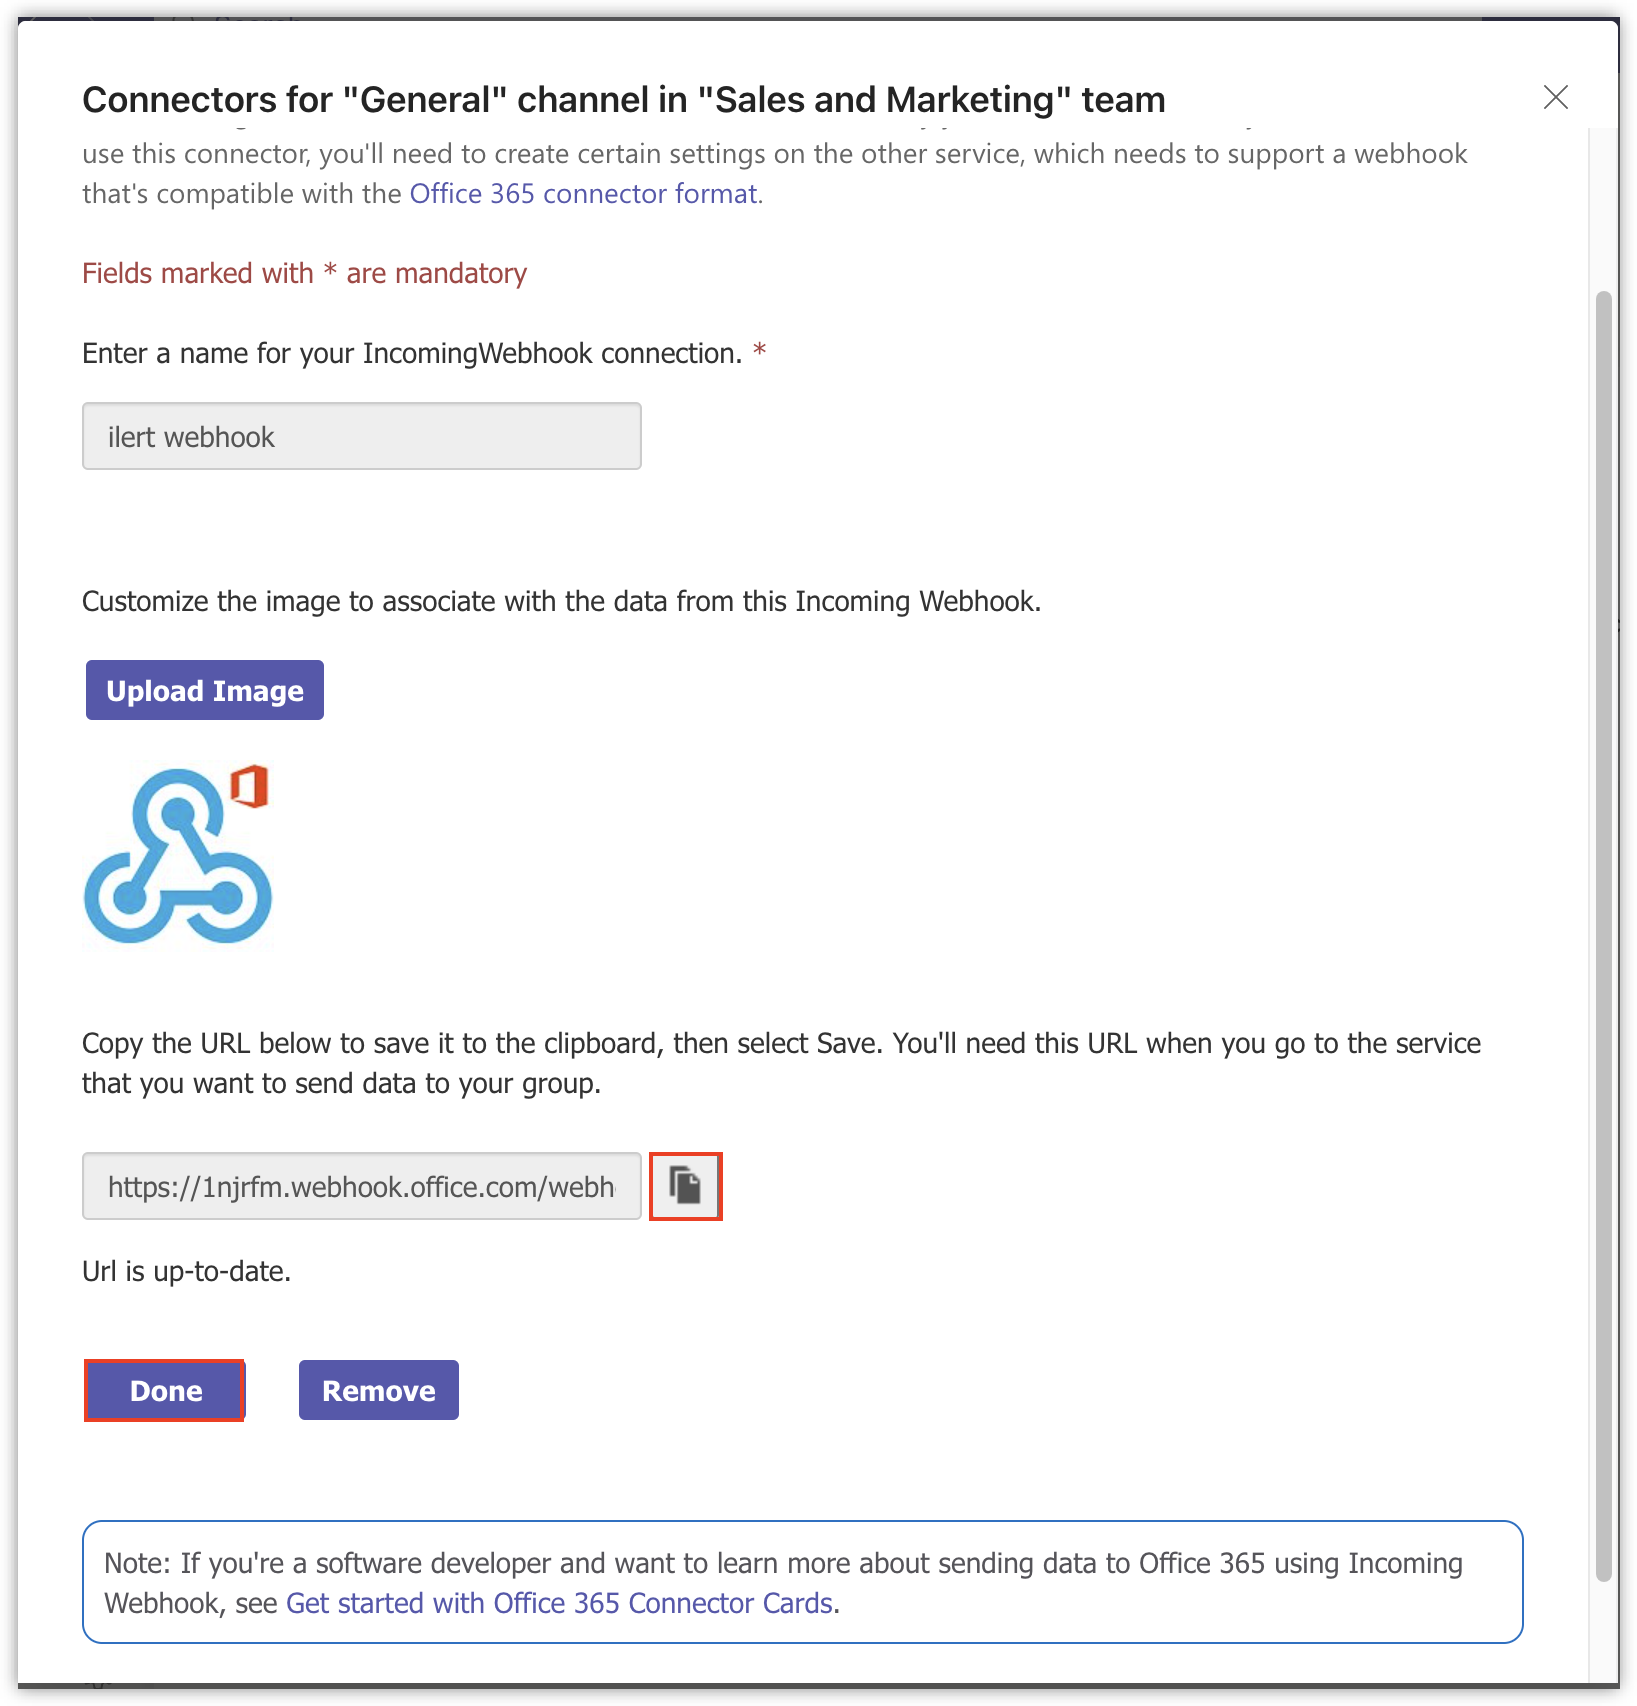 Connectors for "General" channel in "Sales and Marketing" team
use this connector, you'll need to create certain settings on the other service, which needs to support a webhook
that's compatible with the Office 365 connector format.
Fields marked with * are mandatory
Enter a name for your IncomingWebhook connection. *
ilert webhook
Customize the image to associate with the data from this Incoming Webhook.
Upload Image
Copy the URL below to save it to the clipboard, then select Save. You'll need this URL when you go to the service
that you want to send data to your group.
https://1njrfm.webhook.office.com/webh
Url is up-to-date.
Done
Remove
Note: If you're a software developer and want to learn more about sending data to Office 365 using Incoming
Webhook, see Get started with Office 365 Connector Cards.